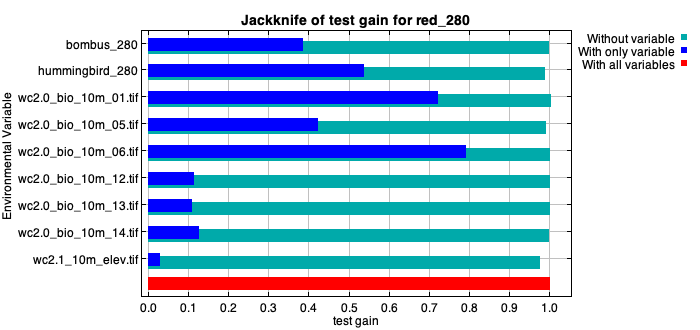 Jackknife of test gain for red_280
Without variable
With only variable
With all variables
Environmental Variable
bombus_280
hummingbird_280
wc2.0_bio_10m_01.tif
wc2.0_bio_10m_05.tif
wc2.0_bio_10m_06.tif
wc2.0_bio_10m_12.tif
wc2.0_bio_10m_13.tif
wc2.0_bio_10m_14.tif
wc2.1_10m_elev.tif
0.0 0.1 0.2 0.3 0.4 0.5 0.6 0.7 0.8 0.9 1.0
test gain